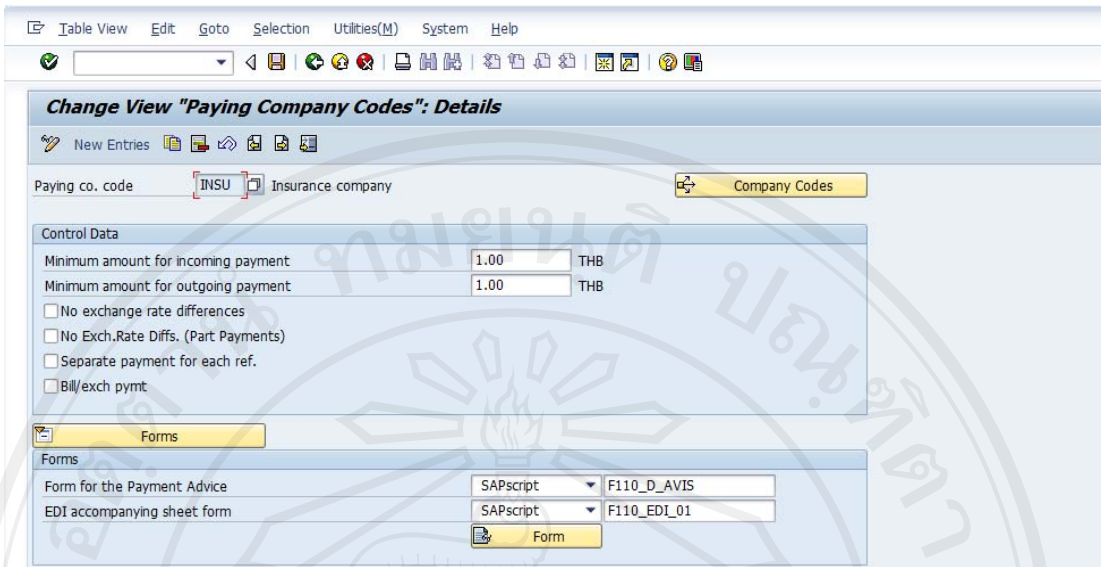 Table View Edit Goto Selection Utilities(M) System Help
Change View "Paying Company Codes": Details
New Entries
Paying co. code INSU Insurance company Company Codes
Control Data
Minimum amount for incoming payment 1.00 THB
Minimum amount for outgoing payment 1.00 THB
No exchange rate differences
No Exch.Rate Diffs. (Part Payments)
Separate payment for each ref.
Bill/exch pymt
Forms
Forms
Form for the Payment Advice SAPscript F110_D_AVIS
EDI accompanying sheet form SAPscript F110_EDI_01
Form